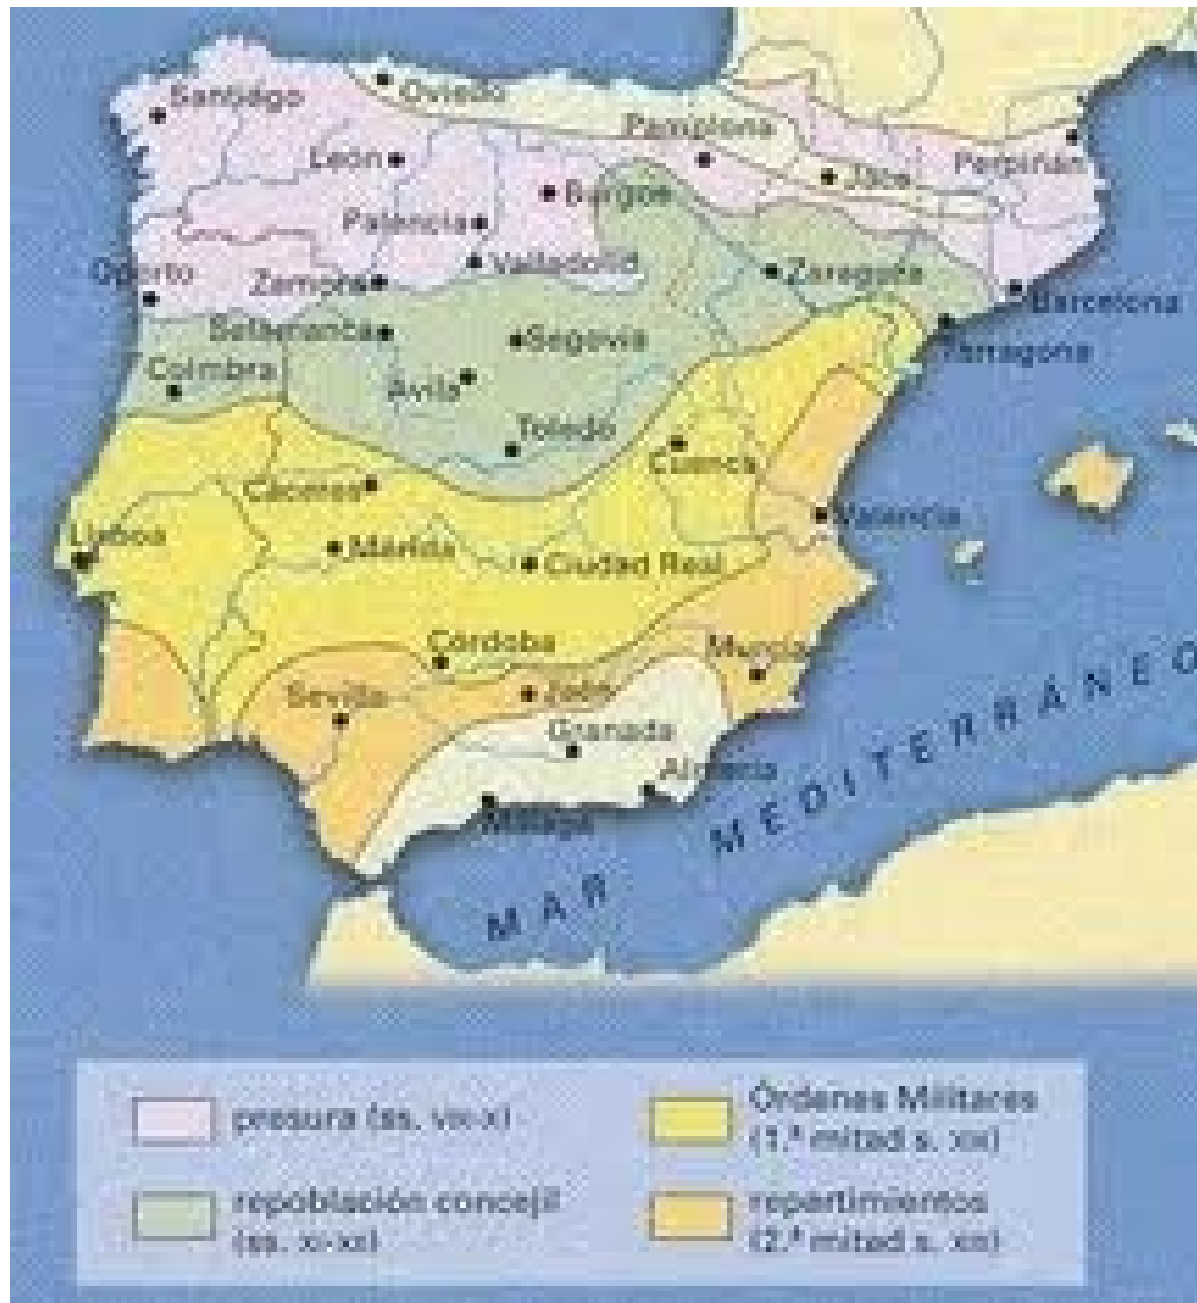 Santiago
Oviedo
Pamplona
León
Perpiñán
Jaca
Burgos
Palencia
Oporto
Zamora
Valladolid
Zaragoza
Barcelona
Salamanca
Segovia
Tarragona
Coimbra
Ávila
Toledo
Cuenca
Cáceres
Valencia
Lisboa
Mérida
Ciudad Real
Córdoba
Murcia
Sevilla
Jaén
Granada
Almería
Málaga
MAR MEDITERRÁNEO
presura (ss. VIII-X)
Órdenes Militares
(1.ª mitad s. XIII)
repoblación concejil
(ss. XI-XII)
repartimientos
(2.ª mitad s. XIII)